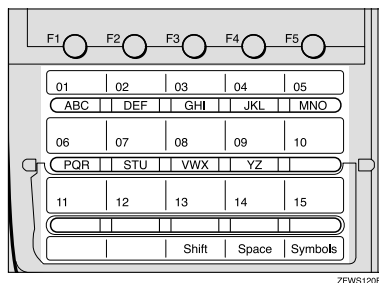 F1 F2 F3 F4 F5
01 02 03 04 05
ABC DEF GHI JKL MNO
06 07 08 09 10
PQR STU VWX YZ
11 12 13 14 15
Shift Space Symbols
ZEWS120E